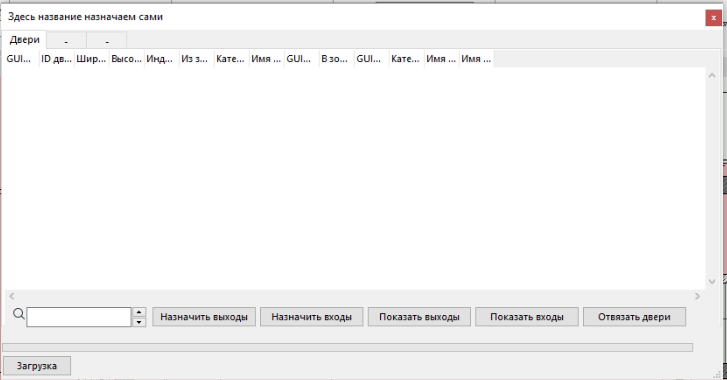 Здесь название назначаем сами
x
Двери - -
GUI... ID дв... Шир... Высо... Инд... Из з... Кате... Имя ... GUI... В зо... GUI... Кате... Имя ... Имя ...
Назначить выходы Назначить входы Показать выходы Показать входы Отвязать двери
Загрузка